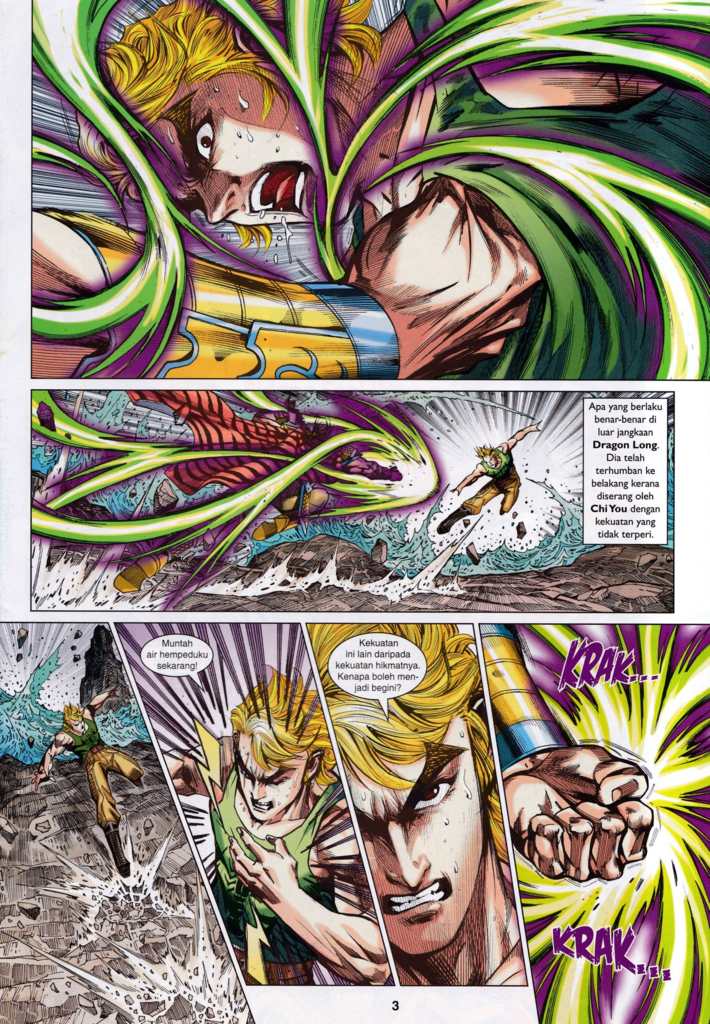 Apa yang berlaku
benar-benar di
luar jangkaan
Dragon Long.
Dia telah
terhumban ke
belakang kerana
diserang oleh
Chi You dengan
kekuatan yang
tidak terperi.
Muntah
air hempeduku
sekarang!
Kekuatan
ini lain daripada
kekuatan hikmatnya.
Kenapa boleh men-
jadi begini?
KRAK...
KRAK...
3